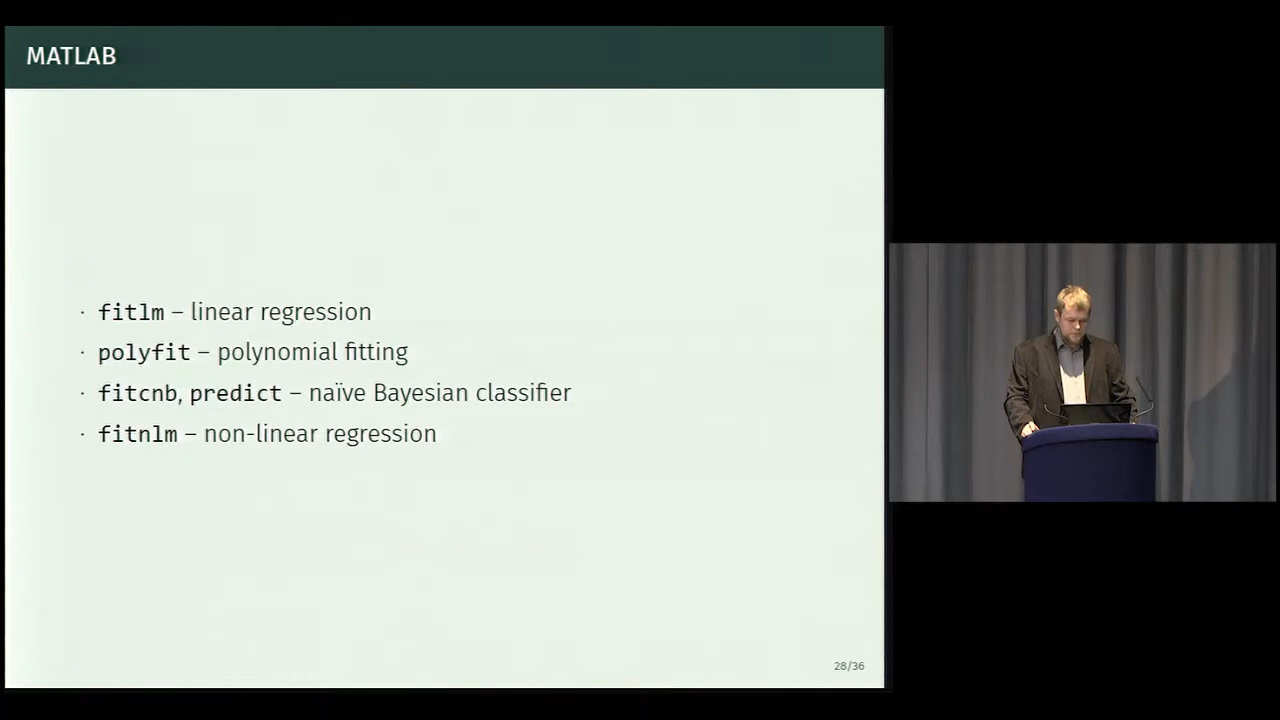 MATLAB
· fitlm – linear regression
· polyfit – polynomial fitting
· fitcnb, predict – naïve Bayesian classifier
· fitnlm – non-linear regression
28/36